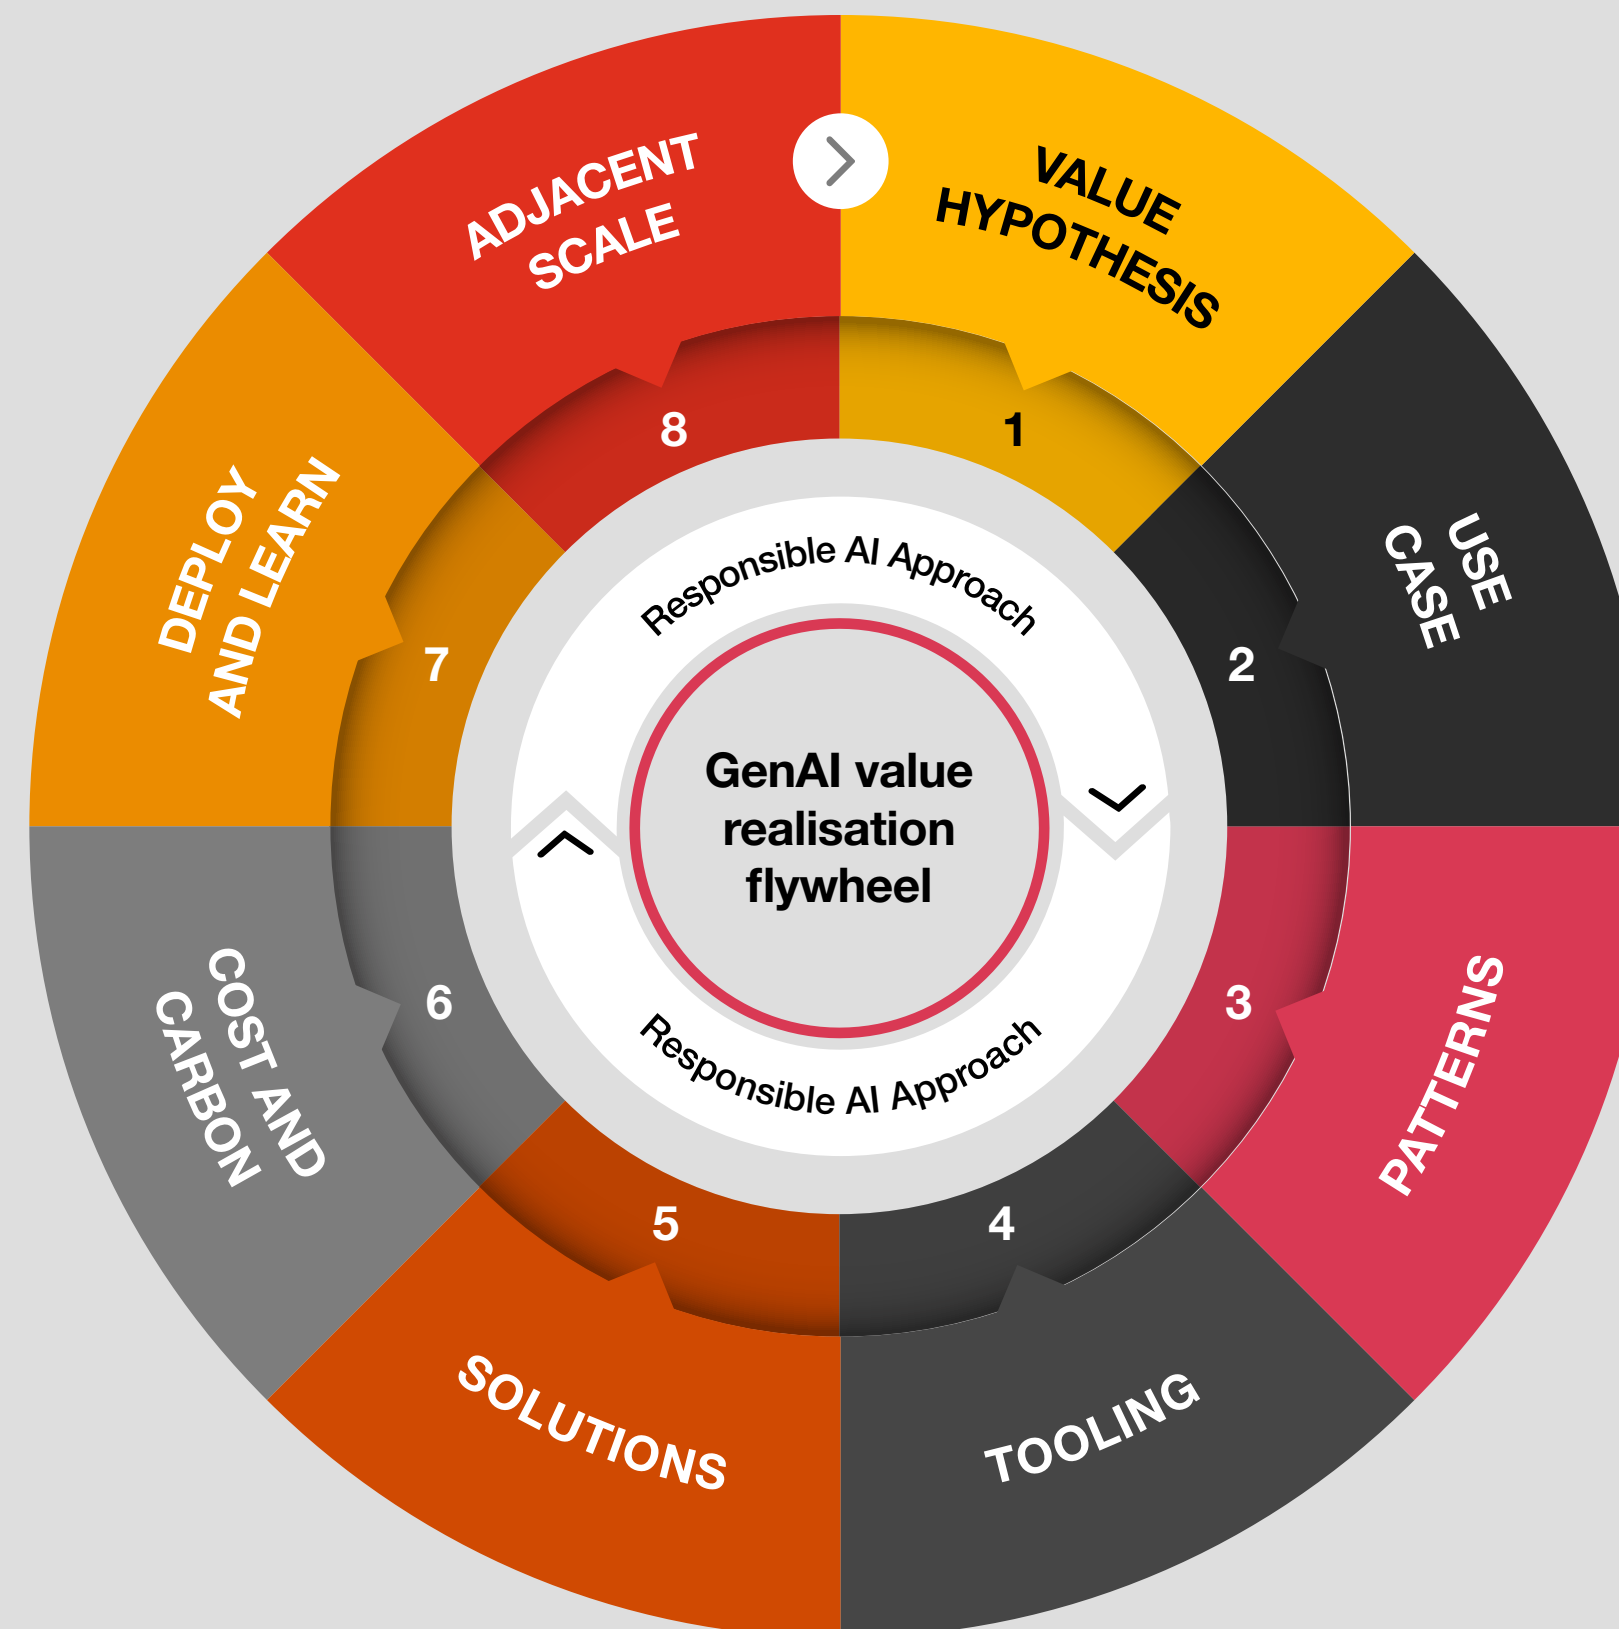 VALUE
HYPOTHESIS
1
USE
CASE
2
PATTERNS
3
TOOLING
4
SOLUTIONS
5
COST AND
CARBON
6
DEPLOY
AND LEARN
7
ADJACENT
SCALE
8
Responsible AI Approach
GenAI value
realisation
flywheel
Responsible AI Approach